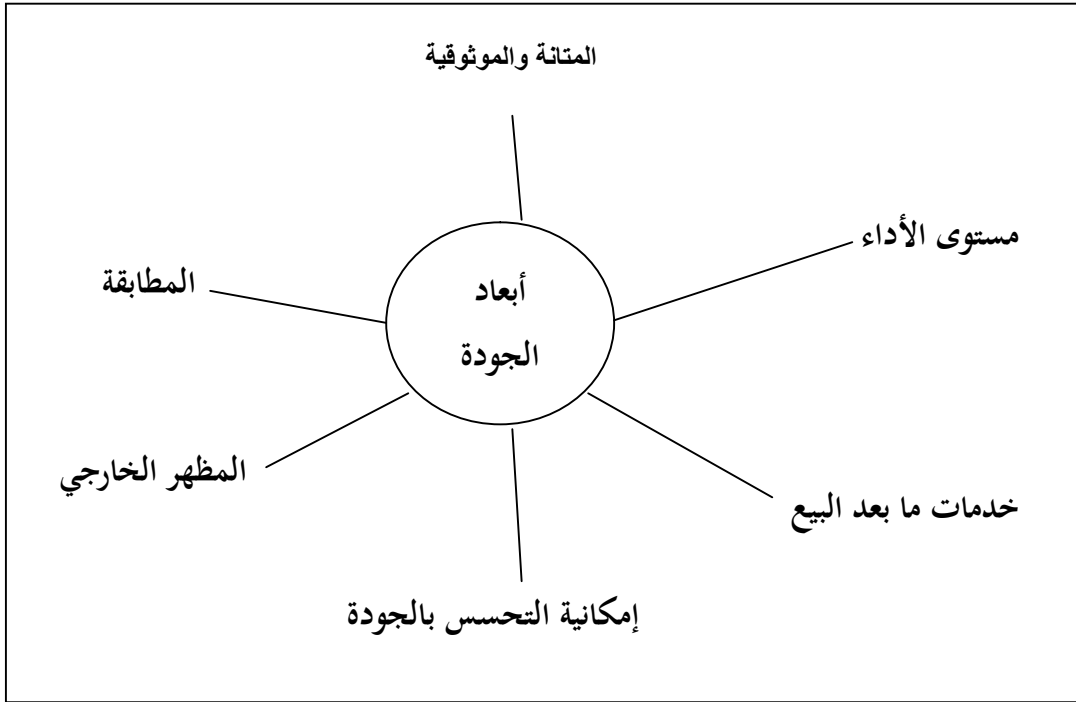 المتانة والموثوقية
مستوى الأداء
المطابقة
أبعاد
الجودة
المظهر الخارجي
خدمات ما بعد البيع
إمكانية التحسس بالجودة